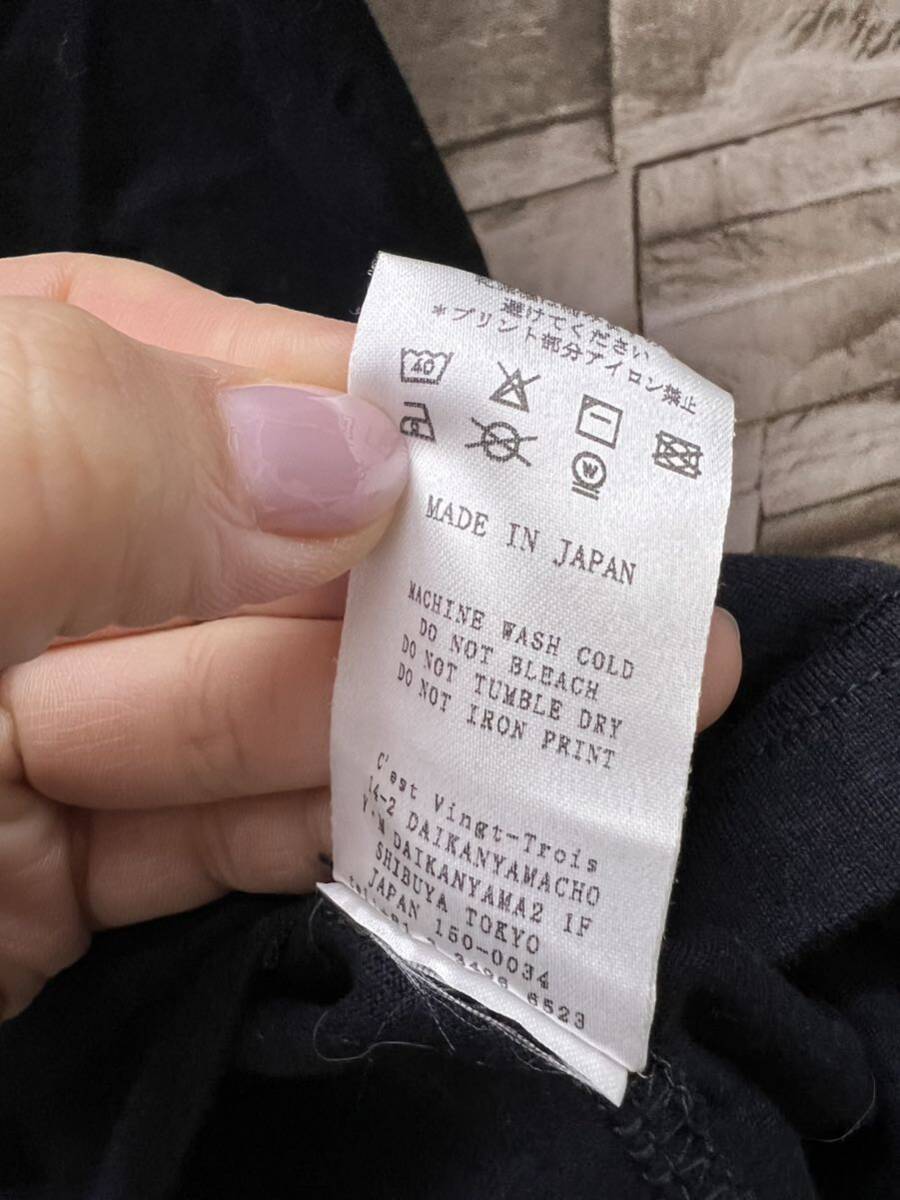 避けてください
*プリント部分アイロン禁止
40
W
MADE IN JAPAN
MACHINE WASH COLD
DO NOT BLEACH
DO NOT TUMBLE DRY
DO NOT IRON PRINT
C'est Vingt-Trois
14-2 DAIKANYAMACHO
Y'M DAIKANYAMA2 1F
SHIBUYA TOKYO
JAPAN 150-0034
6523